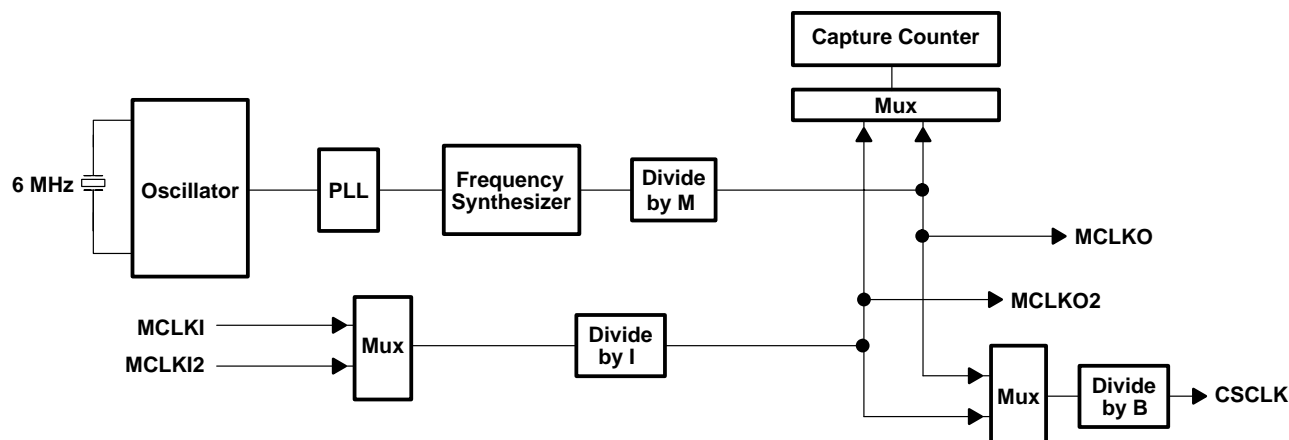 Capture Counter
Mux
6 MHz
Oscillator
PLL
Frequency
Synthesizer
Divide
by M
MCLKO
MCLKO2
MCLKI
MCLKI2
Mux
Divide
by I
Mux
Divide
by B
CSCLK